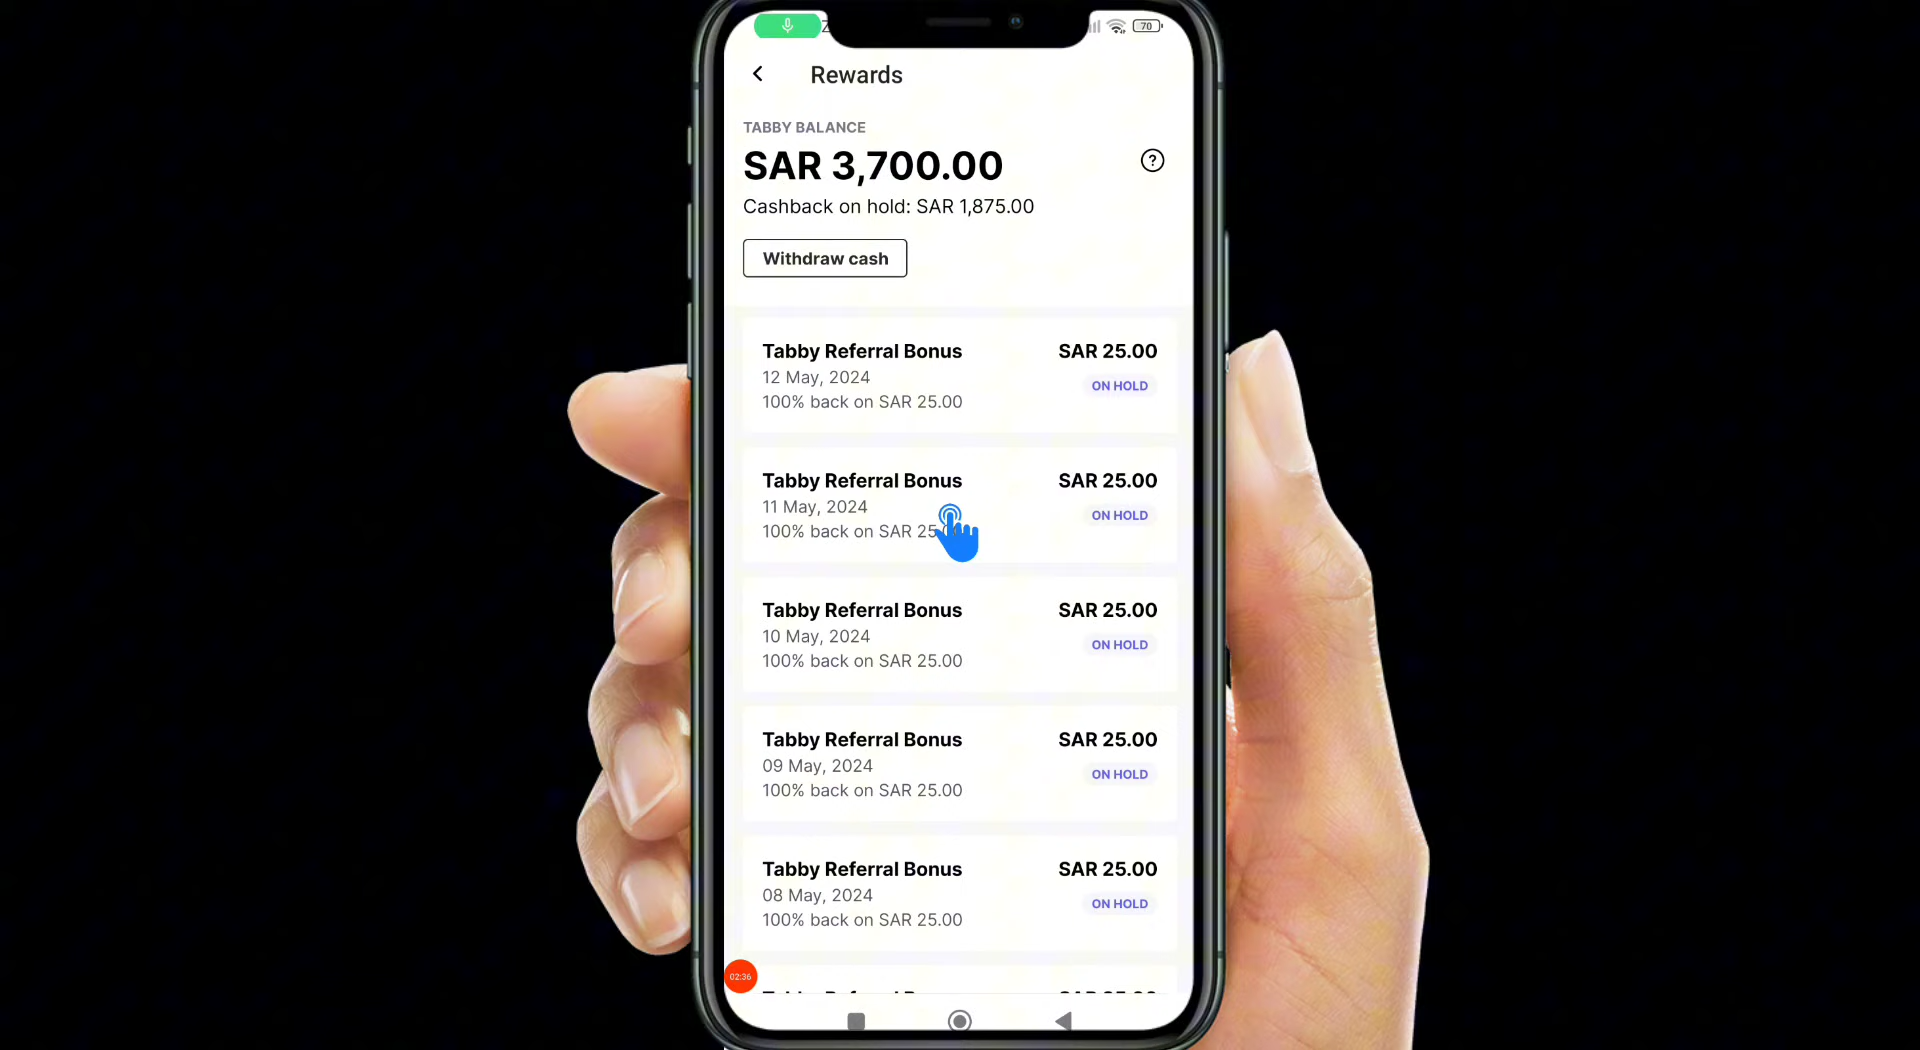 70
Rewards
TABBY BALANCE
SAR 3,700.00
?
Cashback on hold: SAR 1,875.00
Withdraw cash
Tabby Referral Bonus SAR 25.00
12 May, 2024 ON HOLD
100% back on SAR 25.00
Tabby Referral Bonus SAR 25.00
11 May, 2024 ON HOLD
100% back on SAR
Tabby Referral Bonus SAR 25.00
10 May, 2024 ON HOLD
100% back on SAR 25.00
Tabby Referral Bonus SAR 25.00
09 May, 2024 ON HOLD
100% back on SAR 25.00
Tabby Referral Bonus SAR 25.00
08 May, 2024 ON HOLD
100% back on SAR 25.00
02:36